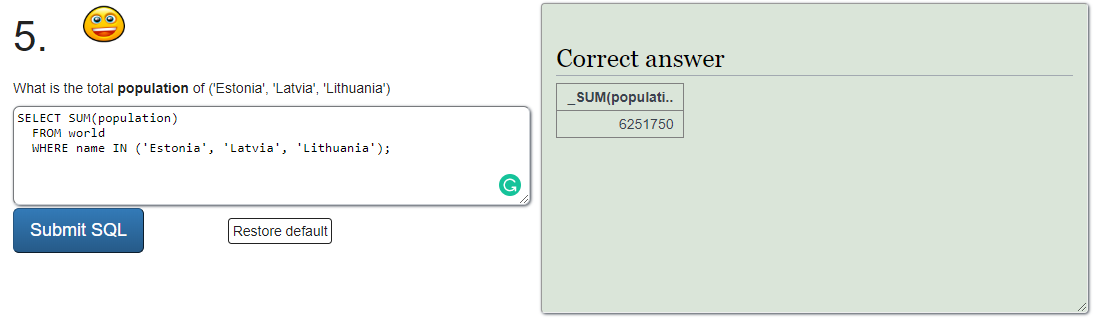 5.
What is the total population of ('Estonia', 'Latvia', 'Lithuania')
SELECT SUM(population)
FROM world
WHERE name IN ('Estonia', 'Latvia', 'Lithuania');
Submit SQL
Restore default
Correct answer
_SUM(populati..
6251750